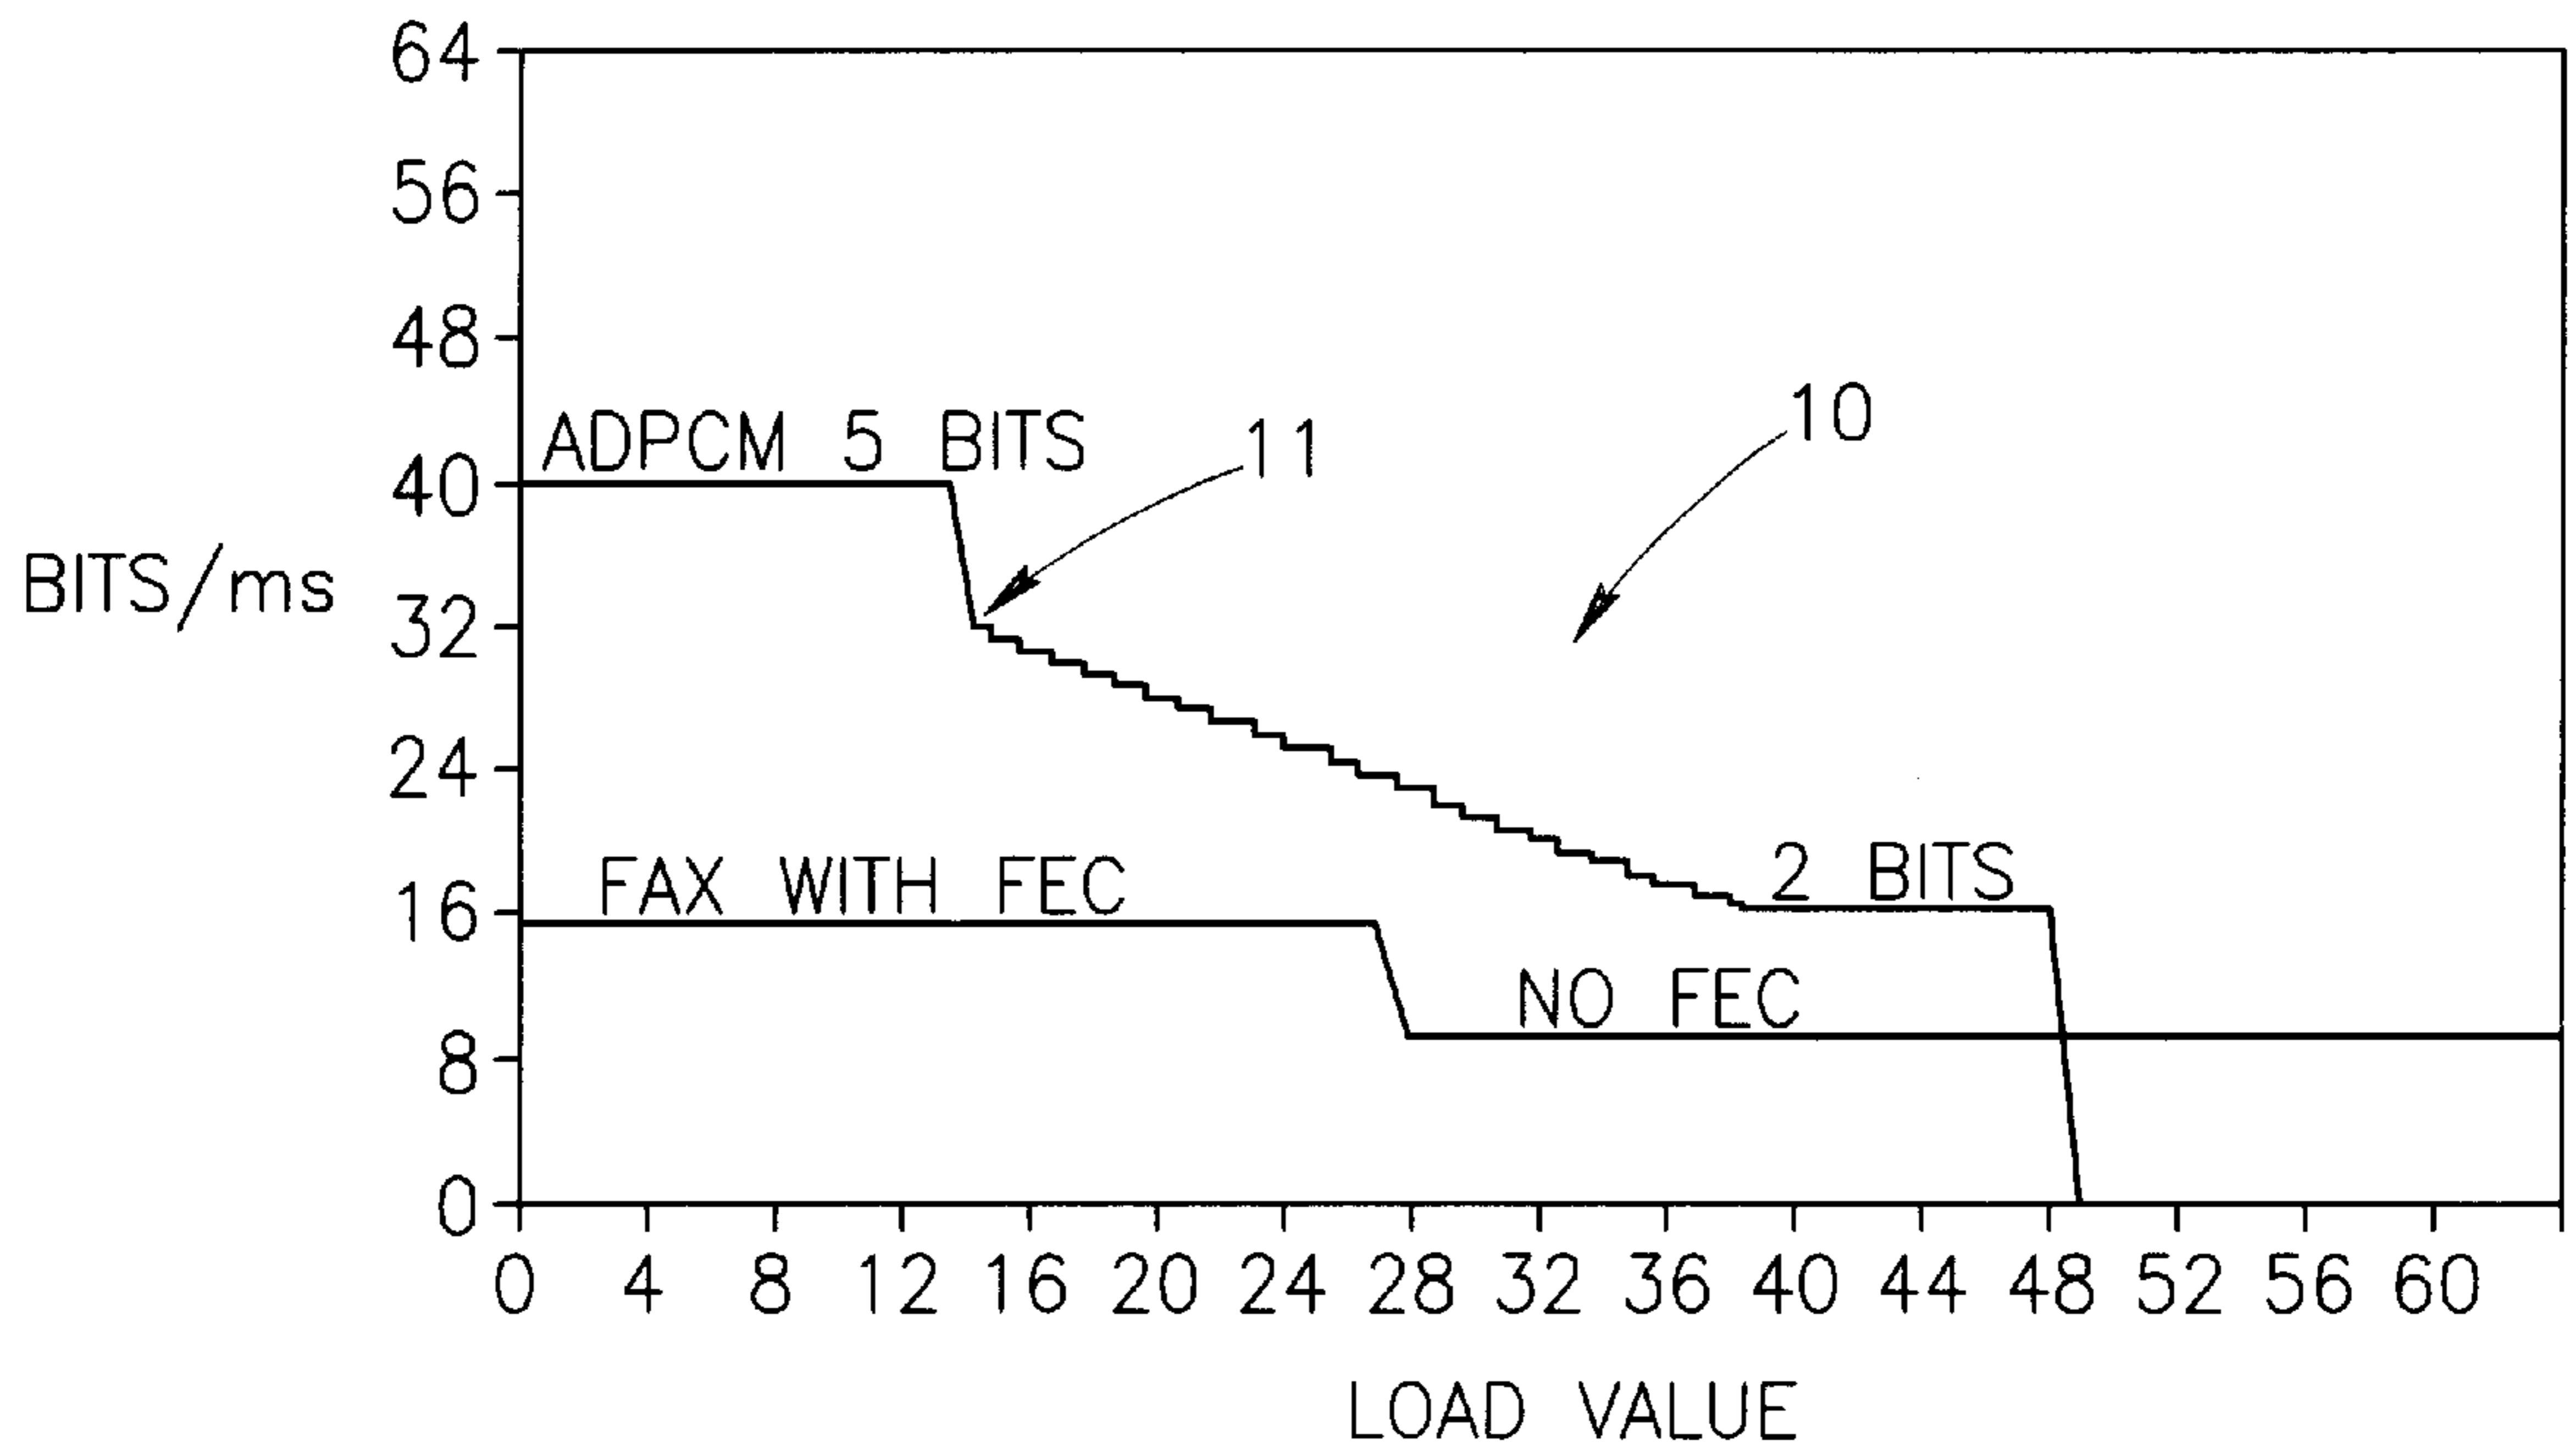 64
56
48
ADPCM 5 BITS
11
10
40
BITS/ms
32
24
FAX WITH FEC
2 BITS
16
NO FEC
8
0
0 4 8 12 16 20 24 28 32 36 40 44 48 52 56 60
LOAD VALUE